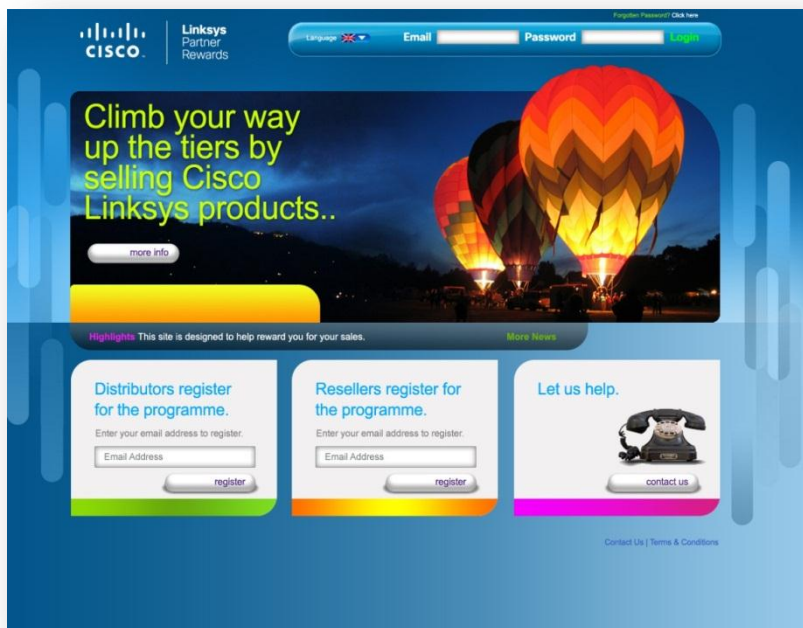 Forgotten Password? Click here
CISCO
Linksys
Partner
Rewards
Language
Email
Password
Login
Climb your way
up the tiers by
selling Cisco
Linksys products..
more info
Highlights This site is designed to help reward you for your sales.
More News
Distributors register
for the programme.
Enter your email address to register.
Email Address
register
Resellers register for
the programme.
Enter your email address to register.
Email Address
register
Let us help.
contact us
Contact Us | Terms & Conditions